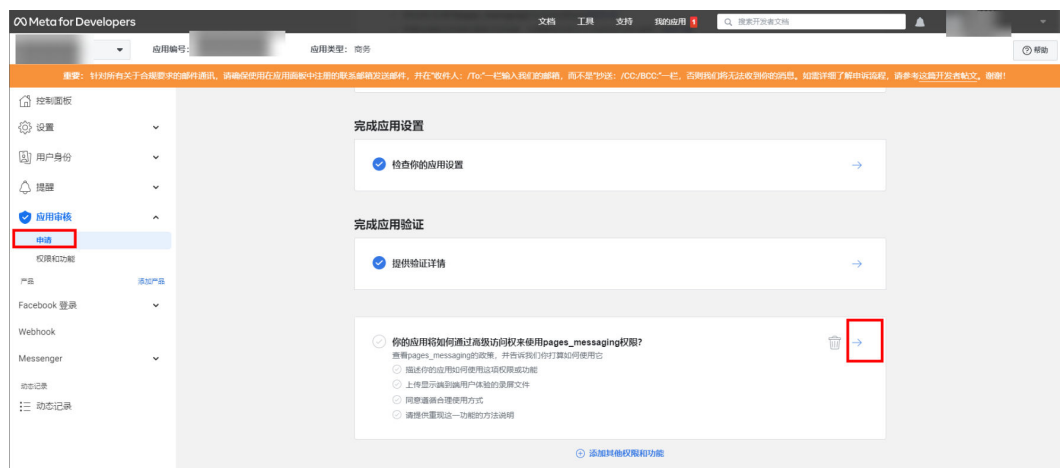 Meta for Developers
文档
工具
支持
我的应用 1
搜索开发者文档
应用编号:
应用类型: 商务
帮助
重要：针对所有关于合规要求的邮件通讯，请确保使用在应用面板中注册的联系邮箱发送邮件，并在“收件人：/To:”一栏输入我们的邮箱，而不是“抄送：/CC:/BCC:”一栏，否则我们将无法收到你的消息。如需详细了解申诉流程，请参考这篇开发者帖文。谢谢！
控制面板
设置
用户身份
提醒
应用审核
申请
权限和功能
产品
添加产品
Facebook 登录
Webhook
Messenger
动态记录
动态记录
完成应用设置
检查你的应用设置
完成应用验证
提供验证详情
你的应用将如何通过高级访问权来使用pages_messaging权限?
查看pages_messaging的政策，并告诉我们你打算如何使用它
描述你的应用如何使用这项权限或功能
上传显示端到端用户体验的录屏文件
同意遵循合理使用方式
请提供重现这一功能的方法说明
添加其他权限和功能